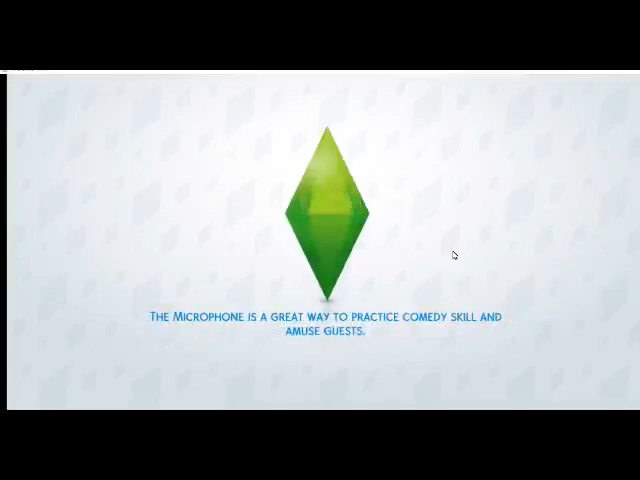 The Microphone is a great way to practice comedy skill and
amuse guests.